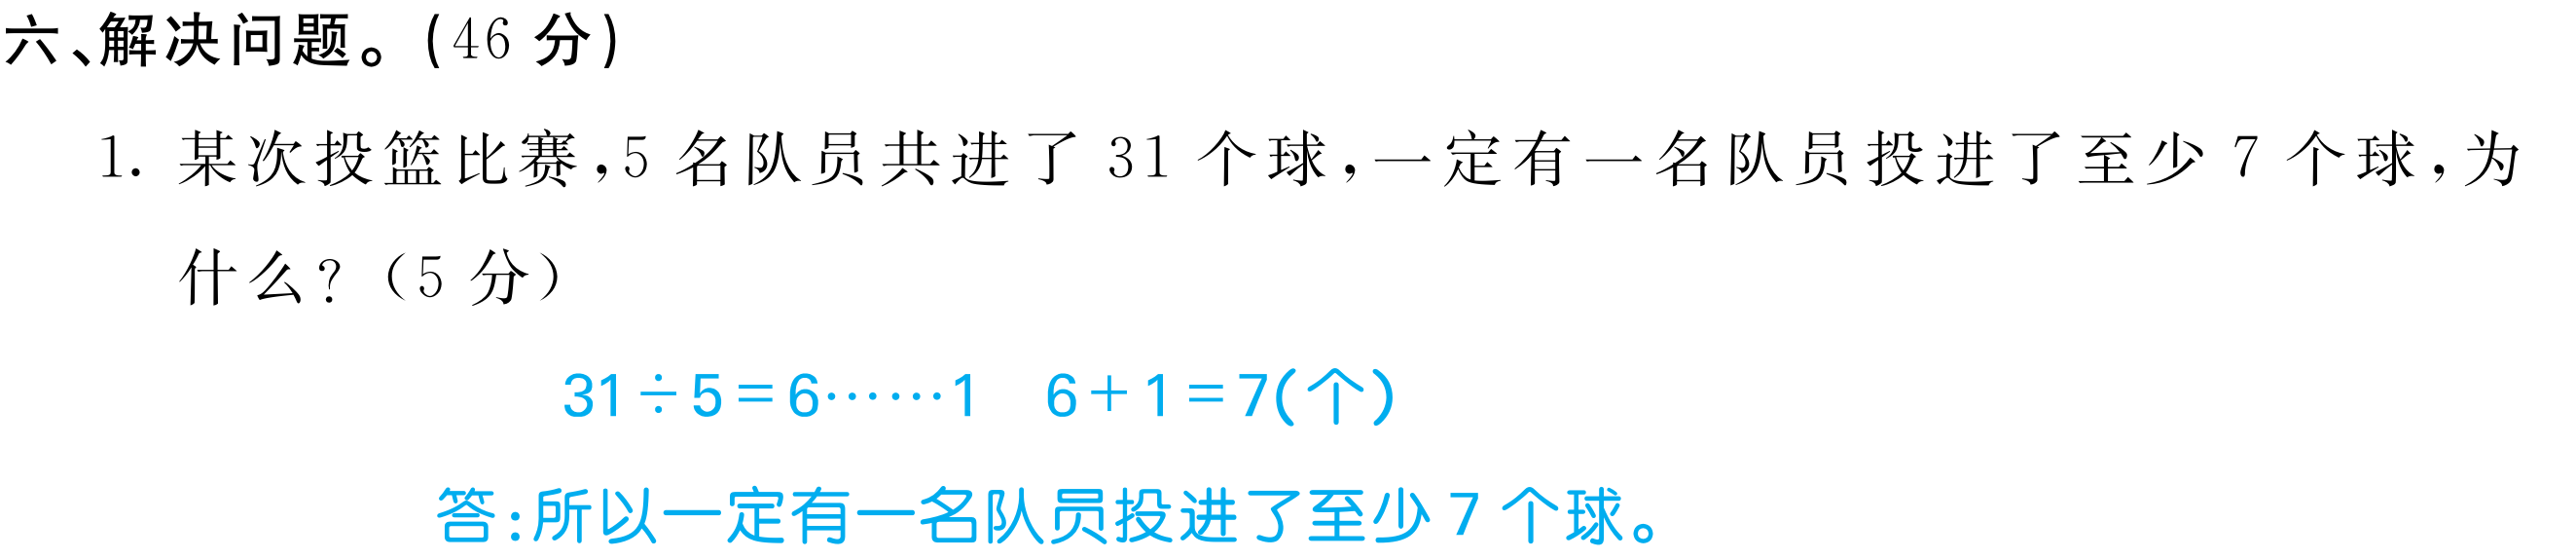 六、解决问题。(46 分)
1. 某次投篮比赛,5 名队员共进了 31 个球,一定有一名队员投进了至少 7 个球,为
什么?(5 分)
31÷5=6……1 6+1=7(个)
答:所以一定有一名队员投进了至少 7 个球。